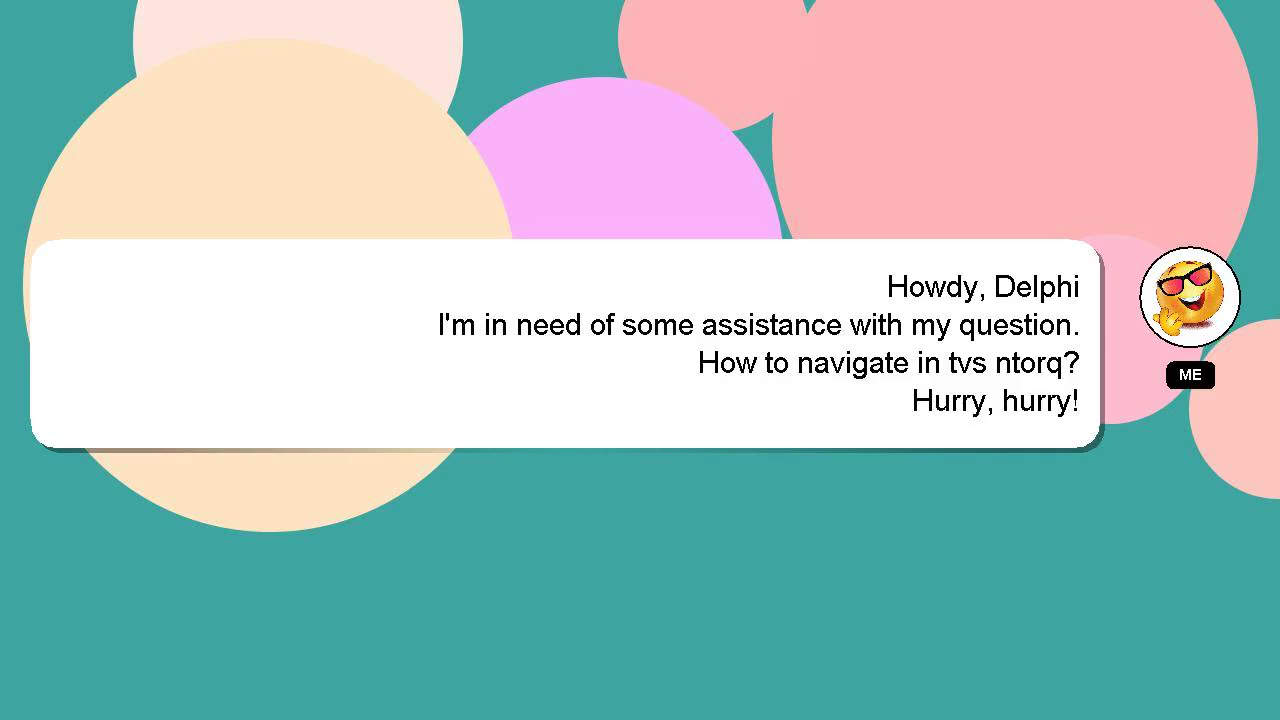 Howdy, Delphi
I'm in need of some assistance with my question.
How to navigate in tvs ntorq?
Hurry, hurry!
ME